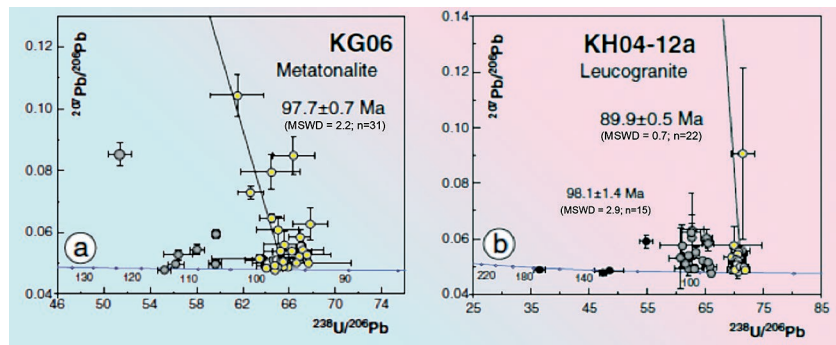 0.12
0.10
0.08
0.06
0.04
²⁰⁷Pb/²⁰⁶Pb
KG06
Metatonalite
97.7±0.7 Ma
(MSWD = 2.2; n=31)
a
130
120
110
100
90
46
50
54
58
62
66
70
74
²³⁸U/²⁰⁶Pb
0.14
0.12
0.10
0.08
0.06
0.04
²⁰⁷Pb/²⁰⁶Pb
KH04-12a
Leucogranite
89.9±0.5 Ma
(MSWD = 0.7; n=22)
98.1±1.4 Ma
(MSWD = 2.9; n=15)
b
220
180
140
100
25
35
45
55
65
75
85
²³⁸U/²⁰⁶Pb